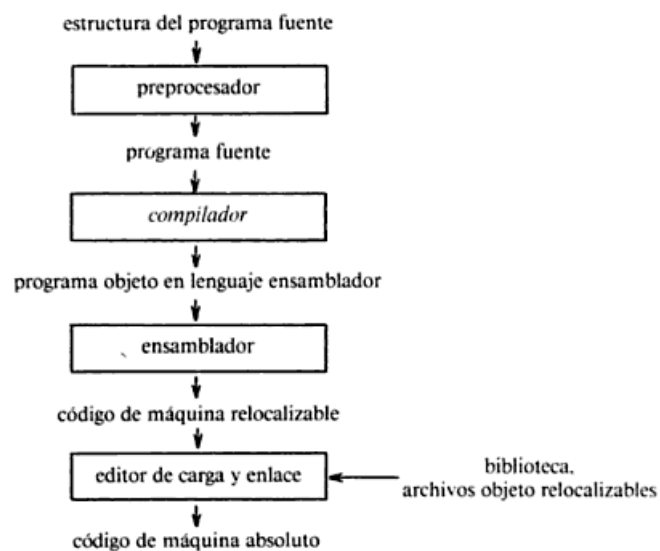 estructura del programa fuente
preprocesador
programa fuente
compilador
programa objeto en lenguaje ensamblador
ensamblador
código de máquina relocalizable
editor de carga y enlace
biblioteca,
archivos objeto relocalizables
código de máquina absoluto